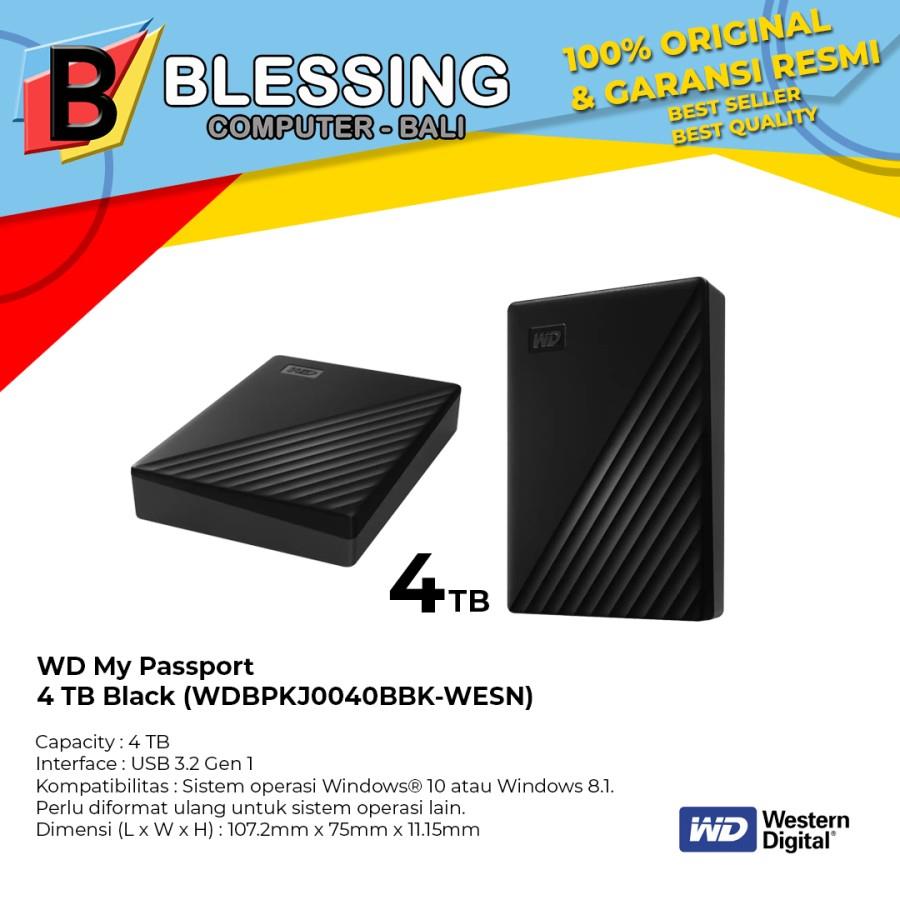 B BLESSING
COMPUTER - BALI
100% ORIGINAL
& GARANSI RESMI
BEST SELLER
BEST QUALITY
WD
WD
4TB
WD My Passport
4 TB Black (WDBPKJ0040BBK-WESN)
Capacity : 4 TB
Interface : USB 3.2 Gen 1
Kompatibilitas : Sistem operasi Windows® 10 atau Windows 8.1.
Perlu diformat ulang untuk sistem operasi lain.
Dimensi (L x W x H) : 107.2mm x 75mm x 11.15mm
WD Western
Digital®